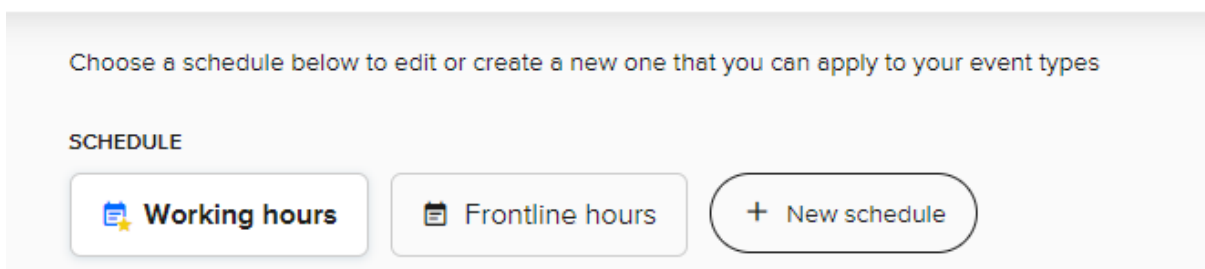 Choose a schedule below to edit or create a new one that you can apply to your event types
SCHEDULE
Working hours
Frontline hours
+ New schedule